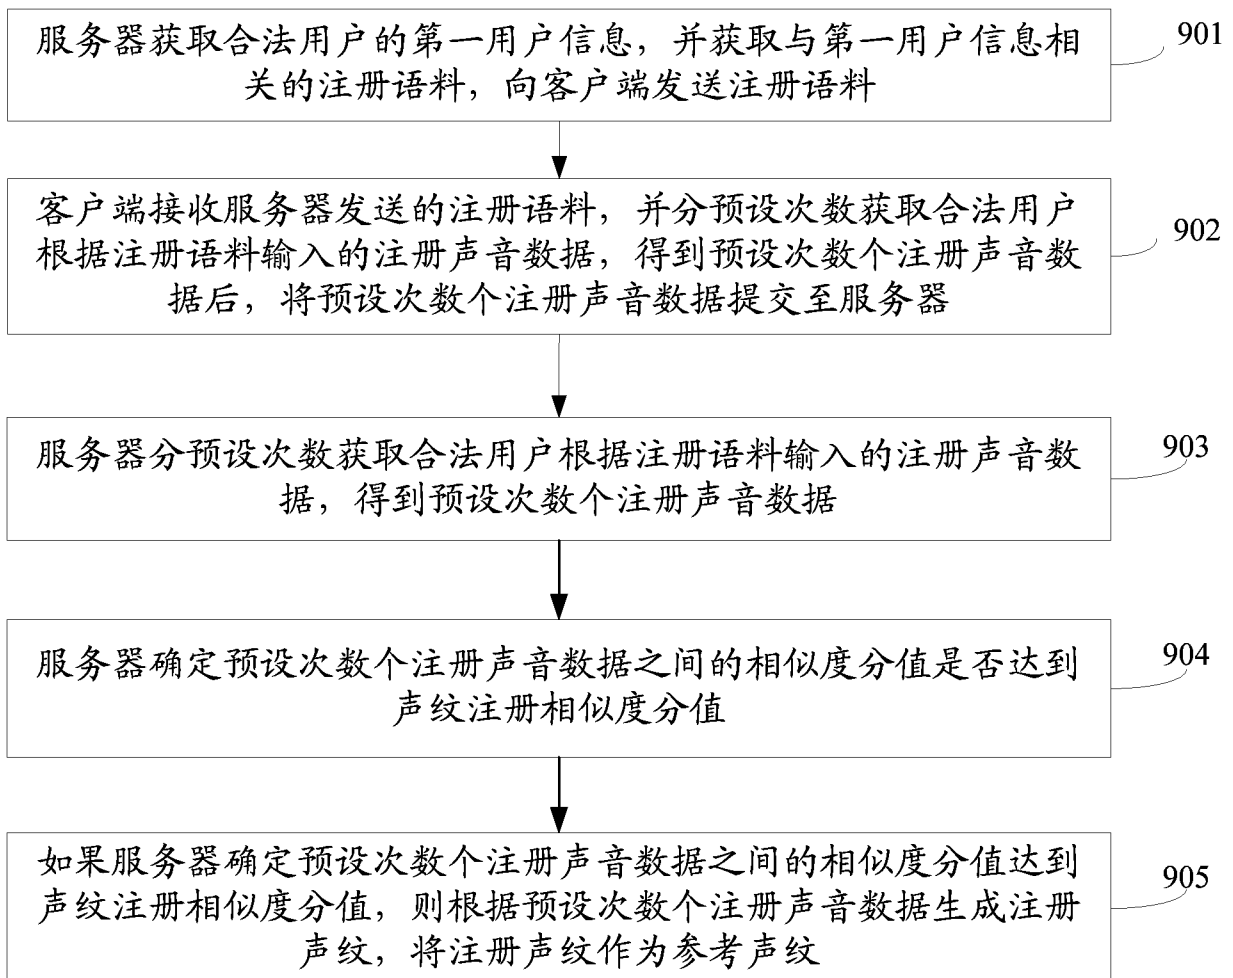 服务器获取合法用户的第一用户信息，并获取与第一用户信息相
关的注册语料，向客户端发送注册语料
901
客户端接收服务器发送的注册语料，并分预设次数获取合法用户
根据注册语料输入的注册声音数据，得到预设次数个注册声音数
据后，将预设次数个注册声音数据提交至服务器
902
服务器分预设次数获取合法用户根据注册语料输入的注册声音数
据，得到预设次数个注册声音数据
903
服务器确定预设次数个注册声音数据之间的相似度分值是否达到
声纹注册相似度分值
904
如果服务器确定预设次数个注册声音数据之间的相似度分值达到
声纹注册相似度分值，则根据预设次数个注册声音数据生成注册
声纹，将注册声纹作为参考声纹
905